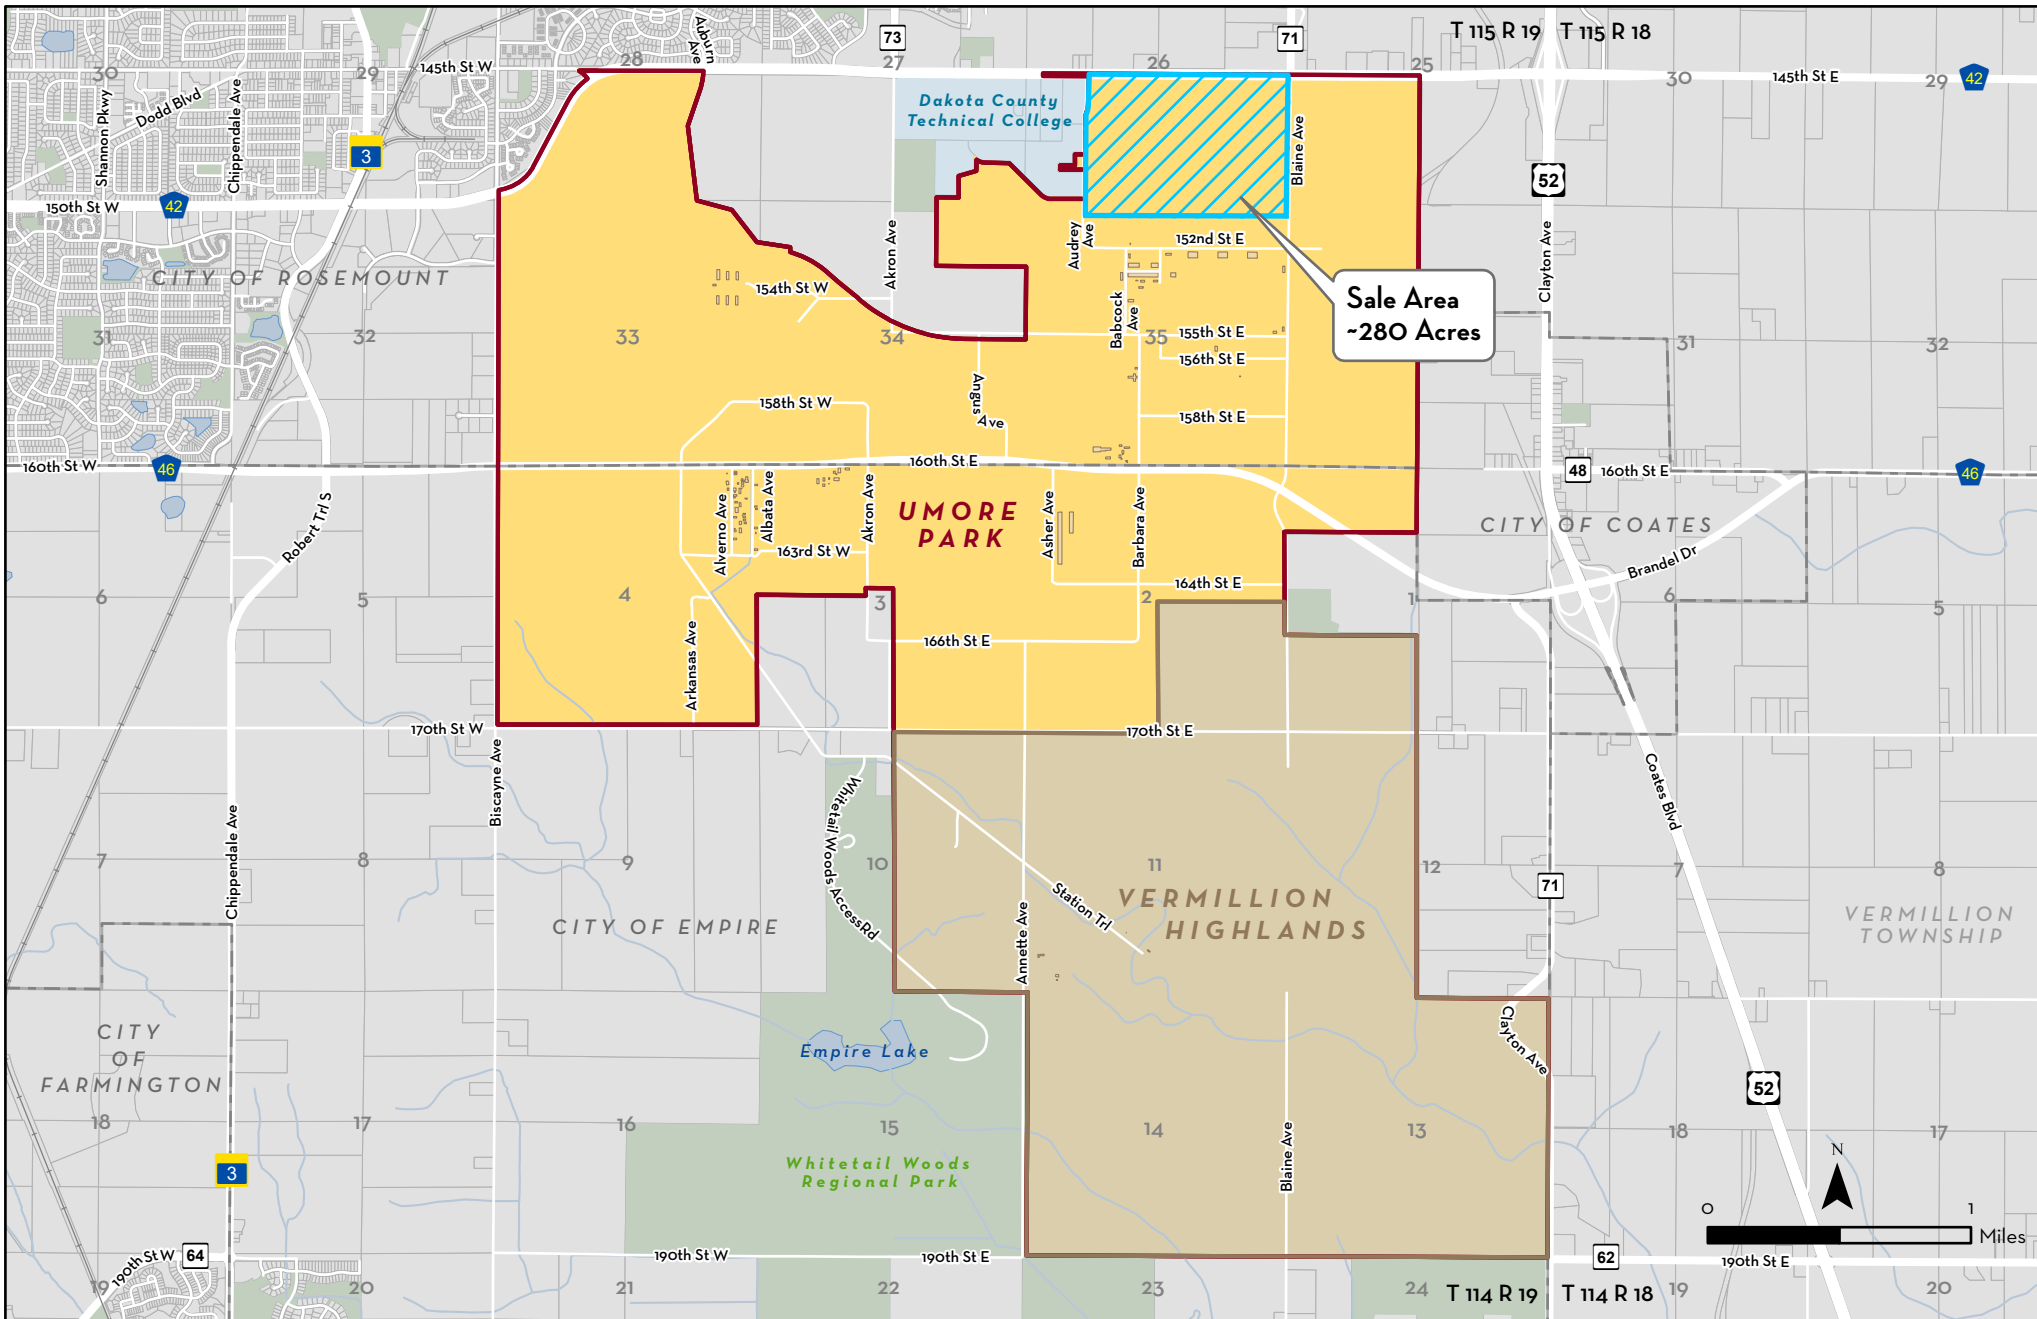 T 115 R 19
T 115 R 18
73
71
Auburn
Ave
28
27
26
25
30
29
145th St W
30
145th St E
29
42
Shannon Pkwy
Dodd Blvd
Chippendale Ave
3
Dakota County
Technical College
Blaine Ave
52
150th St W
42
Akron Ave
Audrey
Ave
152nd St E
Clayton Ave
CITY OF ROSEMOUNT
154th St W
Sale Area
~280 Acres
Babcock
Ave
31
32
33
34
35
155th St E
156th St E
31
32
Angus Ave
158th St W
158th St E
160th St W
46
160th St E
48
160th St E
46
Robert Trl S
Alverno Ave
Albata Ave
Akron Ave
UMORE
PARK
Asher Ave
Barbara Ave
CITY OF COATES
163rd St W
Brandel Dr
164th St E
6
5
4
3
2
1
6
5
Arkansas Ave
166th St E
170th St W
170th St E
Biscayne Ave
Coates Blvd
Whitetail Woods Access Rd
Chippendale Ave
7
8
9
10
11
12
7
8
71
Station Trl
VERMILLION
HIGHLANDS
CITY OF EMPIRE
Annette Ave
VERMILLION
TOWNSHIP
CITY
OF
FARMINGTON
Empire Lake
Clayton Ave
52
18
17
16
15
14
13
18
17
Blaine Ave
3
Whitetail Woods
Regional Park
N
0
1
Miles
190th St W
64
190th St W
190th St E
62
190th St E
19
20
21
22
23
24
T 114 R 19
T 114 R 18
19
20